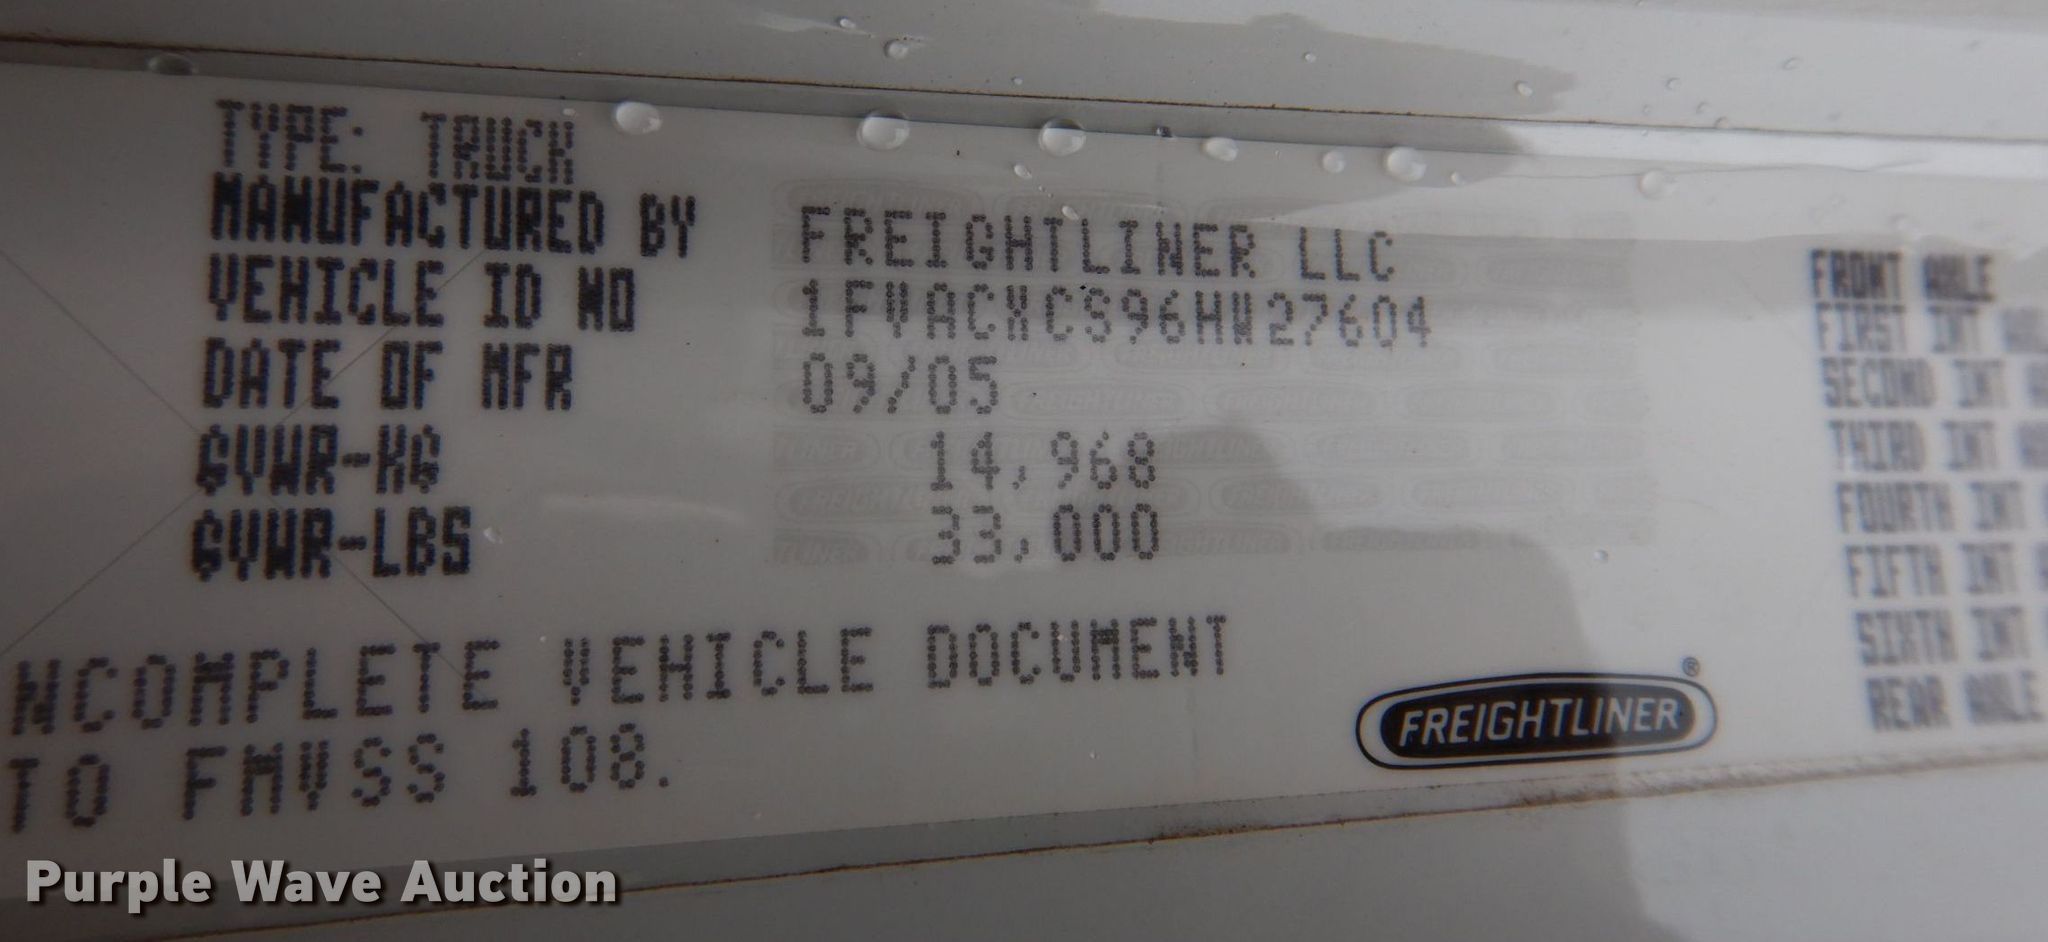 TYPE: TRUCK
MANUFACTURED BY FREIGHTLINER LLC
VEHICLE ID NO 1FVACXCS96HW27604
DATE OF MFR 09/05
GVWR-KG 14,968
GVWR-LBS 33,000
NCOMPLETE VEHICLE DOCUMENT
TO FMVSS 108.
FREIGHTLINER®
FRONT AXLE
FIRST INT
SECOND INT
THIRD INT
FOURTH INT
FIFTH INT
SIXTH INT
REAR AXLE
Purple Wave Auction